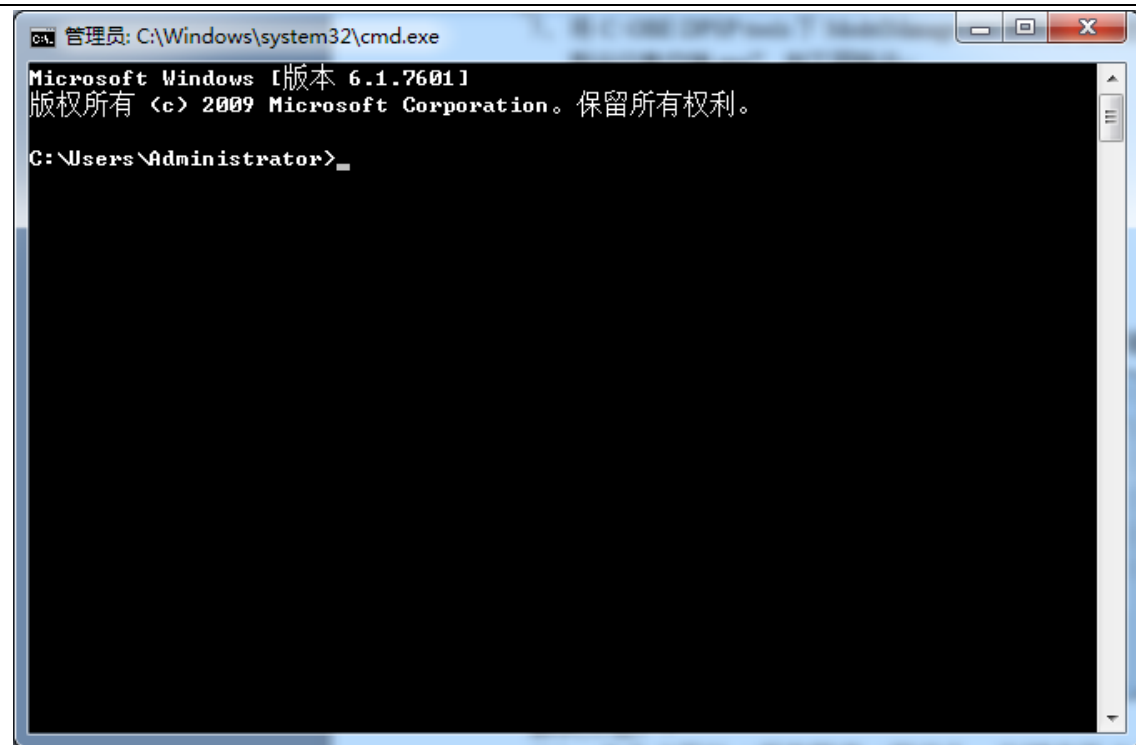 管理员: C:\Windows\system32\cmd.exe
Microsoft Windows [版本 6.1.7601]
版权所有 (c) 2009 Microsoft Corporation。保留所有权利。
C:\Users\Administrator>_